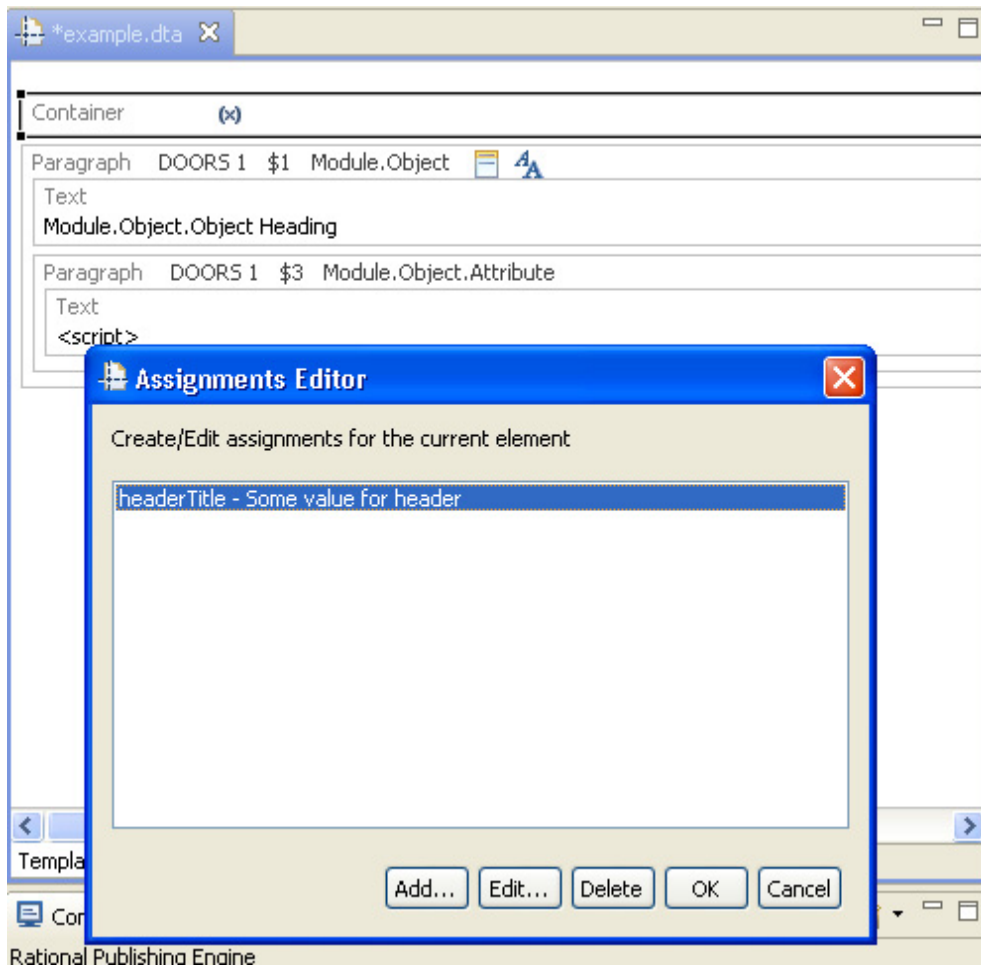 *example.dta
Container (x)
Paragraph DOORS 1 $1 Module.Object
Text
Module.Object.Object Heading
Paragraph DOORS 1 $3 Module.Object.Attribute
Text
<script>
Assignments Editor
Create/Edit assignments for the current element
headerTitle - Some value for header
Templa
Add... Edit... Delete OK Cancel
Cor
Rational Publishing Engine